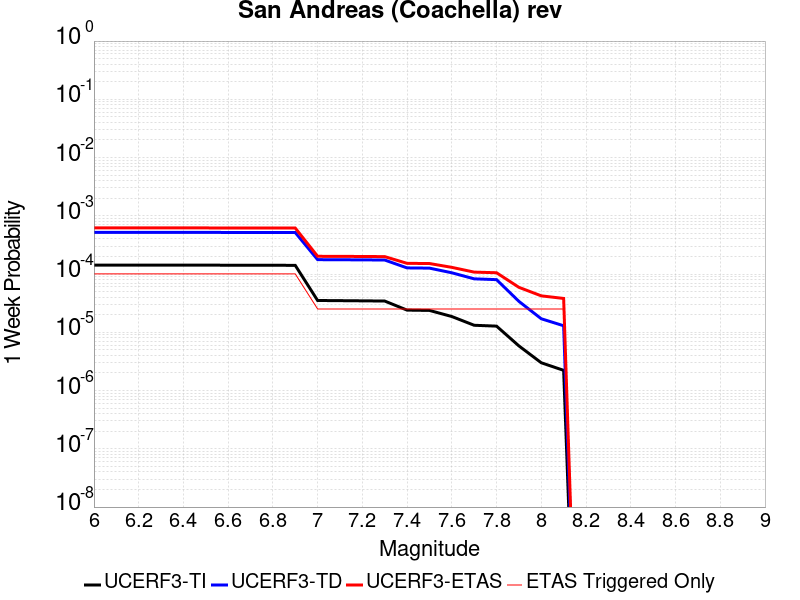 San Andreas (Coachella) rev
10^0
10^-1
10^-2
10^-3
10^-4
10^-5
10^-6
10^-7
10^-8
1 Week Probability
6 6.2 6.4 6.6 6.8 7 7.2 7.4 7.6 7.8 8 8.2 8.4 8.6 8.8 9
Magnitude
UCERF3-TI UCERF3-TD UCERF3-ETAS ETAS Triggered Only